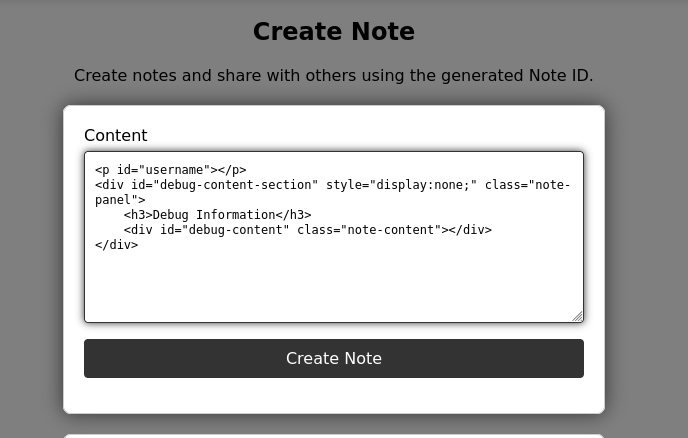 Create Note
Create notes and share with others using the generated Note ID.
Content
<p id="username"></p>
<div id="debug-content-section" style="display:none;" class="note-
panel">
    <h3>Debug Information</h3>
    <div id="debug-content" class="note-content"></div>
</div>
Create Note